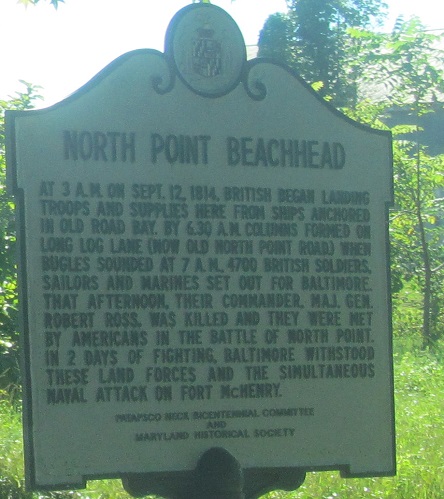 NORTH POINT BEACHHEAD
AT 3 A.M. ON SEPT. 12, 1814, BRITISH BEGAN LANDING
TROOPS AND SUPPLIES HERE FROM SHIPS ANCHORED
IN OLD ROAD BAY. BY 6:30 A.M. COLUMNS FORMED ON
LONG LOG LANE (NOW OLD NORTH POINT ROAD.) WHEN
BUGLES SOUNDED AT 7 A.M., 4700 BRITISH SOLDIERS,
SAILORS AND MARINES SET OUT FOR BALTIMORE.
THAT AFTERNOON, THEIR COMMANDER, MAJ. GEN.
ROBERT ROSS, WAS KILLED AND THEY WERE MET
BY AMERICANS IN THE BATTLE OF NORTH POINT.
IN 2 DAYS OF FIGHTING, BALTIMORE WITHSTOOD
THESE LAND FORCES AND THE SIMULTANEOUS
NAVAL ATTACK ON FORT McHENRY.
PATAPSCO NECK BICENTENNIAL COMMITTEE
AND
MARYLAND HISTORICAL SOCIETY